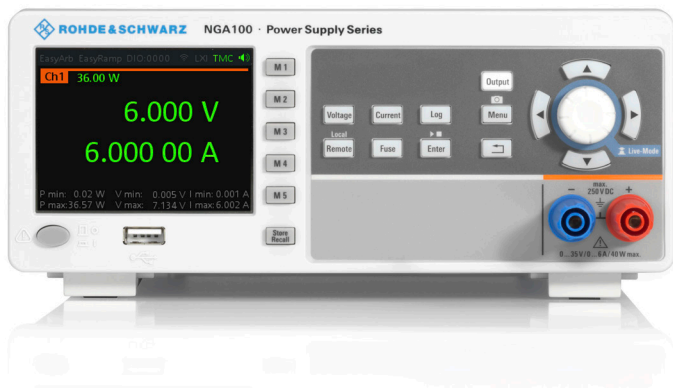 ROHDE & SCHWARZ NGA100 · Power Supply Series
EasyArb EasyRamp DIO:0000 LXI TMC
Ch1 36.00 W
6.000 V
6.000 00 A
P min: 0.02 W V min: 0.005 V I min: 0.001 A
P max:36.57 W V max: 7.134 V I max:6.002 A
M 1
M 2
M 3
M 4
M 5
Store
Recall
Output
Voltage Current Log Menu
Local
Remote Fuse Enter
Live-Mode
max.
250 V DC
− +
0...35 V / 0...6 A / 40 W max.